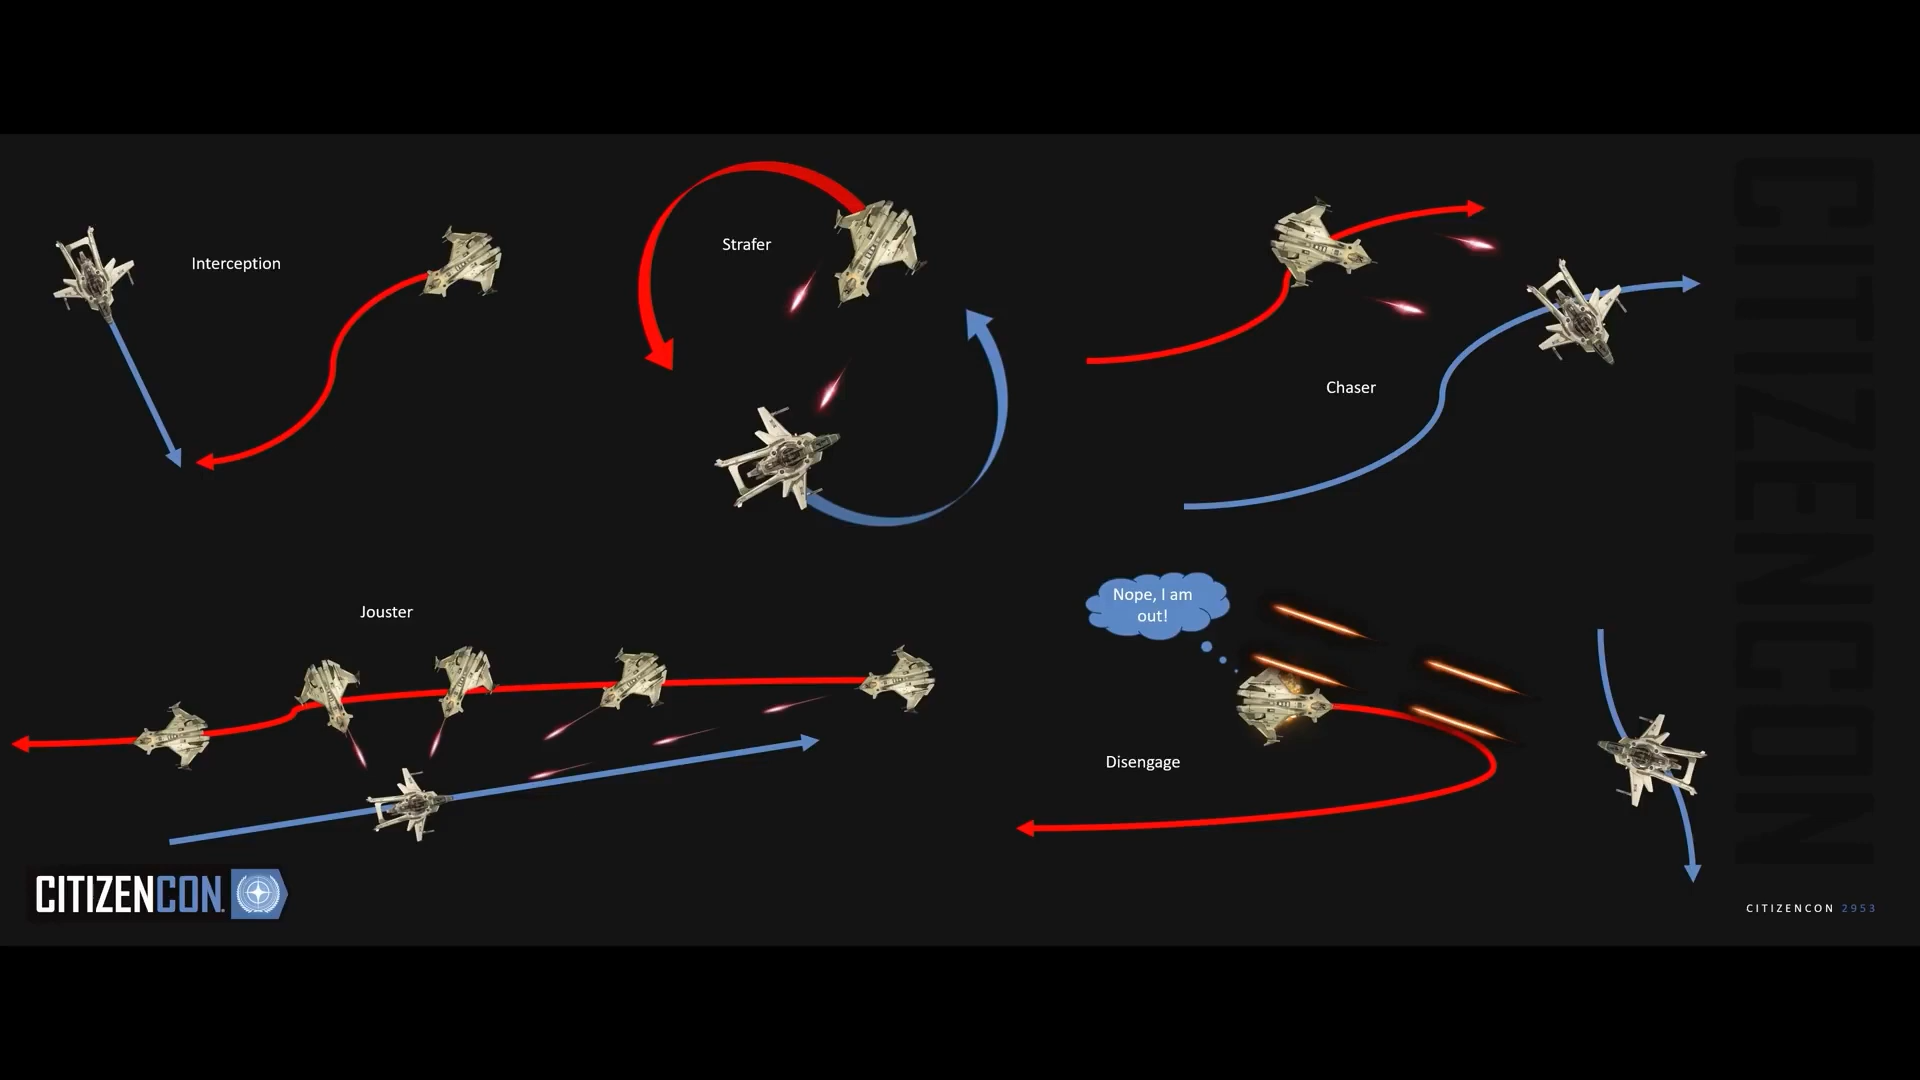 Interception
Strafer
Chaser
Jouster
Nope, I am
out!
Disengage
CITIZENCON
CITIZENCON.
CITIZENCON 2953